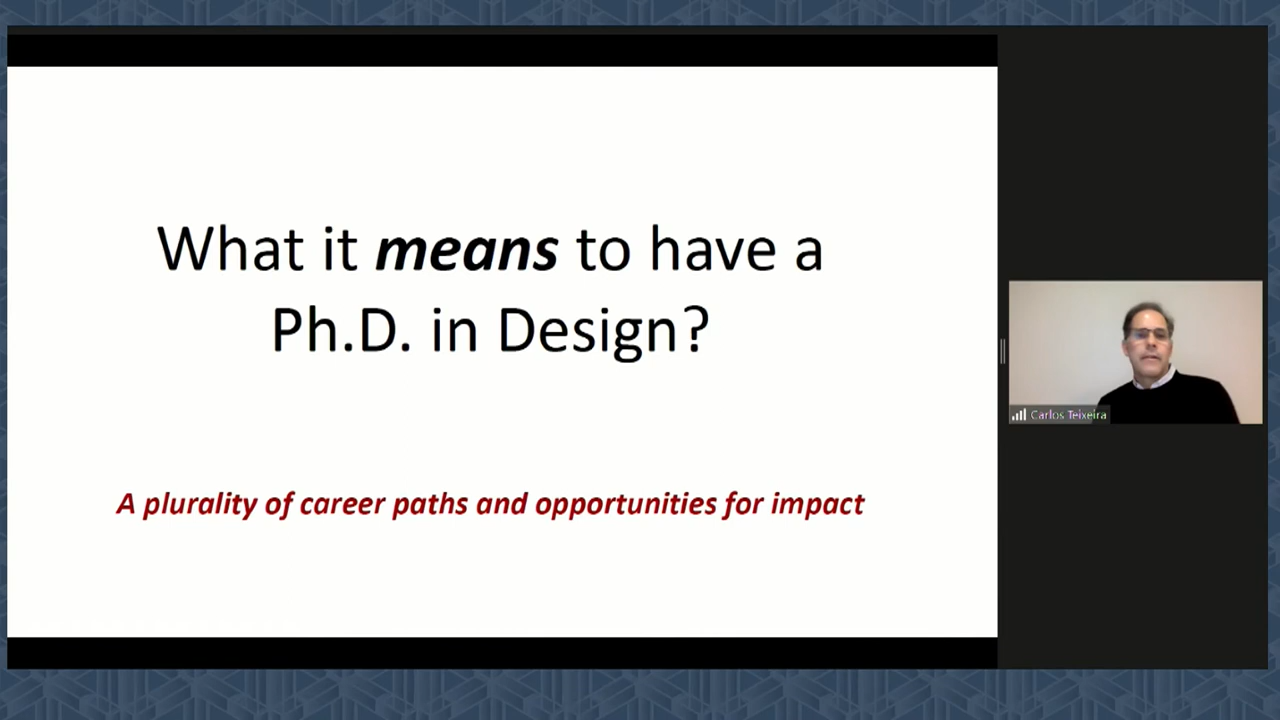 What it means to have a
Ph.D. in Design?
A plurality of career paths and opportunities for impact
Carlos Teixeira